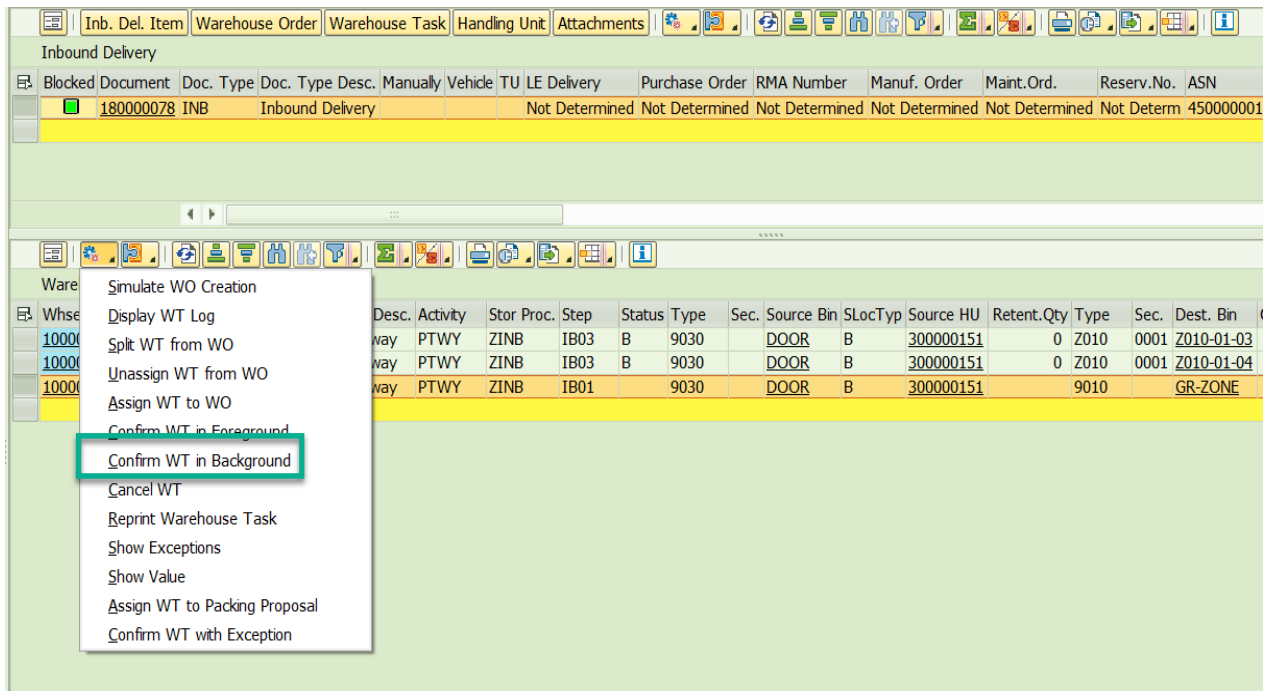 Inb. Del. Item Warehouse Order Warehouse Task Handling Unit Attachments
Inbound Delivery
Blocked Document Doc. Type Doc. Type Desc. Manually Vehicle TU LE Delivery Purchase Order RMA Number Manuf. Order Maint.Ord. Reserv.No. ASN
180000078 INB Inbound Delivery Not Determined Not Determined Not Determined Not Determined Not Determined Not Determ 450000001
Ware
Whse Desc. Activity Stor Proc. Step Status Type Sec. Source Bin SLocTyp Source HU Retent.Qty Type Sec. Dest. Bin
1000 way PTWY ZINB IB03 B 9030 DOOR B 300000151 0 Z010 0001 Z010-01-03
1000 way PTWY ZINB IB03 B 9030 DOOR B 300000151 0 Z010 0001 Z010-01-04
1000 way PTWY ZINB IB01 9030 DOOR B 300000151 9010 GR-ZONE
Simulate WO Creation
Display WT Log
Split WT from WO
Unassign WT from WO
Assign WT to WO
Confirm WT in Foreground
Confirm WT in Background
Cancel WT
Reprint Warehouse Task
Show Exceptions
Show Value
Assign WT to Packing Proposal
Confirm WT with Exception